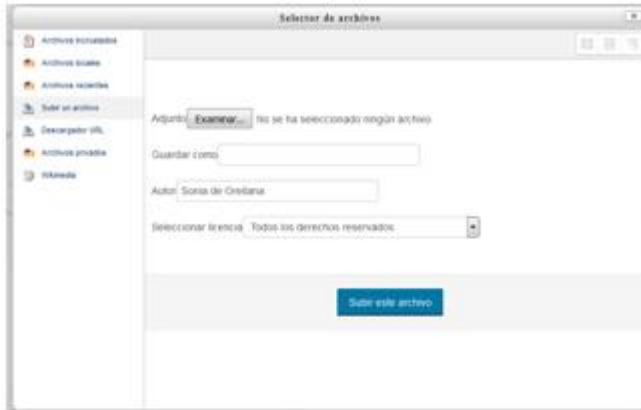 Selector de archivos
Archivos incrustados
Archivos locales
Archivos recientes
Subir un archivo
Descargador URL
Archivos privados
Wikimedia
Adjunto Examinar... No se ha seleccionado ningún archivo.
Guardar como
Autor Sonia de Orellana
Seleccionar licencia Todos los derechos reservados
Subir este archivo